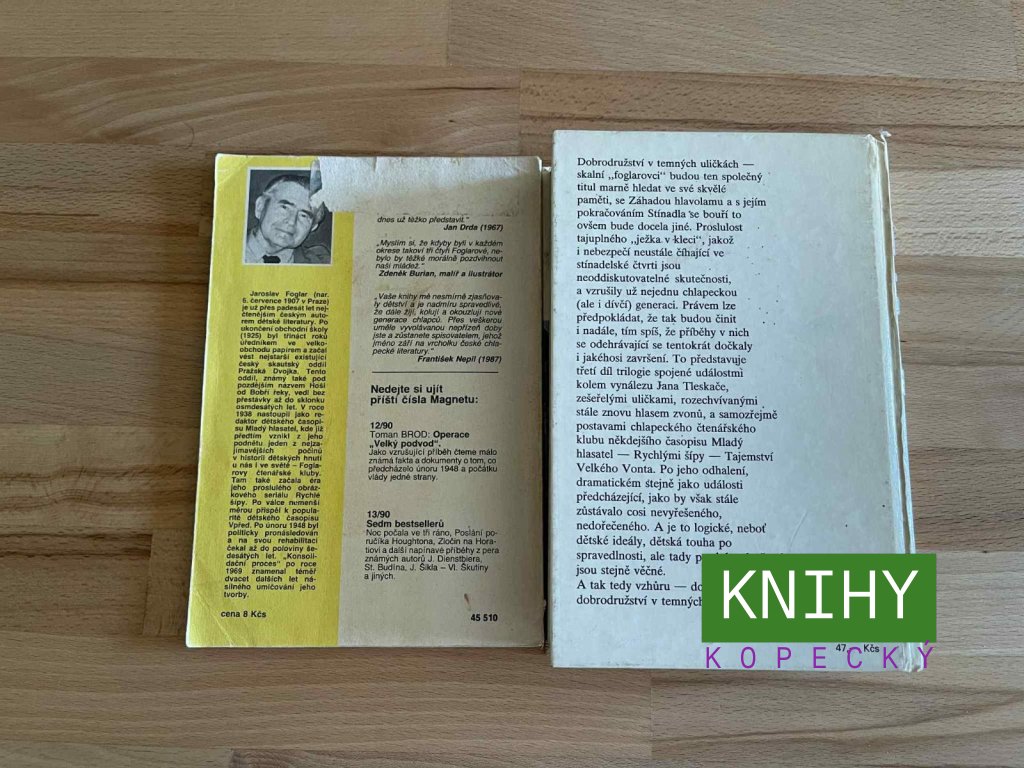 Jaroslav Foglar (nar.
6. července 1907 v Praze)
je už přes padesát let nej-
čtenějším českým auto-
rem dětské literatury. Po
ukončení obchodní školy
(1925) byl třináct roků
úředníkem ve velko-
obchodu papírem a začal
vést nejstarší existující
český skautský oddíl
Pražská Dvojka. Tento
oddíl, známý také pod
pozdějším názvem Hoši
od Bobří řeky, vedl bez
přestávky až do sklonku
osmdesátých let. V roce
1938 nastoupil jako re-
daktor dětského časopi-
su Mladý hlasatel, kde již
předtím vznikl z jeho
podnětu jeden z nejza-
jímavějších počinů
v historii dětských hnutí
u nás i ve světě – Fogla-
rovy čtenářské kluby.
Tam také začala éra
jeho proslulého obráz-
kového seriálu Rychlé
šípy. Po válce neméně
měrou přispěl k popula-
ritě dětského časopisu
Vpřed. Po únoru 1948 byl
politicky pronásledován
a na svou rehabilitaci
čekal až do poloviny še-
desátých let. „Konsoli-
dační proces" po roce
1969 znamenal téměř
dvacet dalších let ná-
silného umlčování jeho
tvorby.
cena 8 Kčs
dnes už těžko představil."
Jan Drda (1967)
„Myslím si, že kdyby byli v každém
okrese takoví tři čtyři Foglarové, ne-
bylo by těžké morálně pozdvihnout
naši mládež."
Zdeněk Burian, malíř a ilustrátor
„Vaše knihy mé nesmírně zjasňova-
ly dětství a je nadmíru spravedlivé,
že dále žijí, kolují a okouzlují nové
generace chlapců. Přes veškerou
uměle vyvolávanou nepřízeň doby
jste a zůstanete spisovatelem, jehož
jméno září na vrcholku české chla-
pecké literatury."
František Nepil (1987)
Nedejte si ujít
příští čísla Magnetu:
12/90
Toman BROD: Operace
„Velký podvod".
Jako vzrušující příběh čteme málo
známá fakta a dokumenty o tom, co
předcházelo únoru 1948 a počátku
vlády jedné strany.
13/90
Sedm bestsellerů
Noc počala ve tři ráno, Poslání po-
ručíka Houghtona, Zločin na Hora-
tiovi a další napínavé příběhy z pera
známých autorů J. Dienstbiera,
St. Budína, J. Šikla – Vl. Škutiny
a jiných.
45 510
Dobrodružství v temných uličkách —
skalní „foglarovci" budou ten společný
titul marně hledat ve své skvělé
paměti, se Záhadou hlavolamu a s jejím
pokračováním Stínadla se bouří to
ovšem bude docela jiné. Proslulost
tajuplného „ježka v kleci", jakož
i nebezpečí neustále číhající ve
stínadelské čtvrti jsou
neoddiskutovatelné skutečnosti,
a vzrušily už nejednu chlapeckou
(ale i dívčí) generaci. Právem lze
předpokládat, že tak budou činit
i nadále, tím spíš, že příběhy v nich
se odehrávající se tentokrát dočkaly
i jakéhosi završení. To představuje
třetí díl trilogie spojené událostmi
kolem vynálezu Jana Tleskače,
zešeřelými uličkami, rozechvívanými
stále znovu hlasem zvonů, a samozřejmě
postavami chlapeckého čtenářského
klubu někdejšího časopisu Mladý
hlasatel — Rychlými šípy — Tajemství
Velkého Vonta. Po jeho odhalení,
dramatickém stejně jako události
předcházející, jako by však stále
zůstávalo cosi nevyřešeného,
nedořečeného. A je to logické, neboť
dětské ideály, dětská touha po
spravedlnosti, ale tady
jsou stejně věčné.
A tak tedy vzhůru —
dobrodružství v temných
47,— Kčs
KNIHY
KOPECKÝ